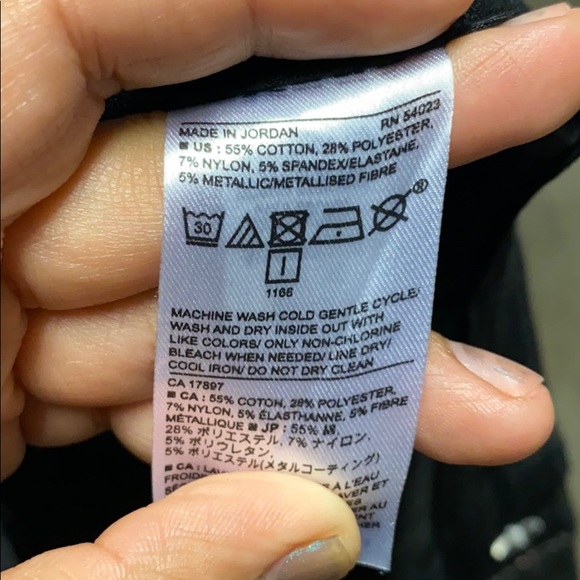 MADE IN JORDAN RN 54023
■ US : 55% COTTON, 28% POLYESTER,
7% NYLON, 5% SPANDEX/ELASTANE,
5% METALLIC/METALLISED FIBRE
30
1166
MACHINE WASH COLD GENTLE CYCLE/
WASH AND DRY INSIDE OUT WITH
LIKE COLORS/ ONLY NON-CHLORINE
BLEACH WHEN NEEDED/ LINE DRY/
COOL IRON/ DO NOT DRY CLEAN
CA 17897
■ CA : 55% COTTON, 28% POLYESTER,
7% NYLON, 5% ÉLASTHANNE, 5% FIBRE
MÉTALLIQUE ■ JP : 55% 綿,
28% ポリエステル, 7% ナイロン,
5% ポリウレタン,
5% ポリエステル(メタルコーティング)
■ CA : À L'EAU
FROIDE ET